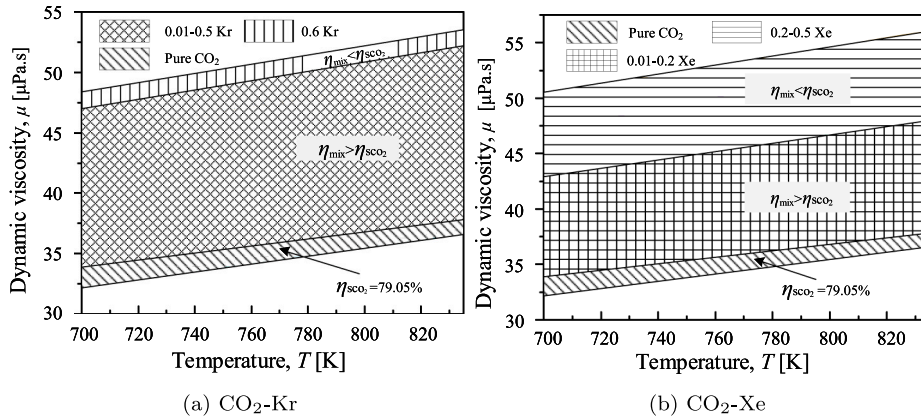 0.01-0.5 Kr
0.6 Kr
Pure CO₂
ηmix<ηsco₂
ηmix>ηsco₂
ηsco₂=79.05%
Dynamic viscosity, μ [μPa.s]
55
50
45
40
35
30
700 720 740 760 780 800 820
Temperature, T [K]
(a) CO₂-Kr
Pure CO₂
0.2-0.5 Xe
0.01-0.2 Xe
ηmix<ηsco₂
ηmix>ηsco₂
ηsco₂=79.05%
Dynamic viscosity, μ [μPa.s]
55
50
45
40
35
30
700 720 740 760 780 800 820
Temperature, T [K]
(b) CO₂-Xe